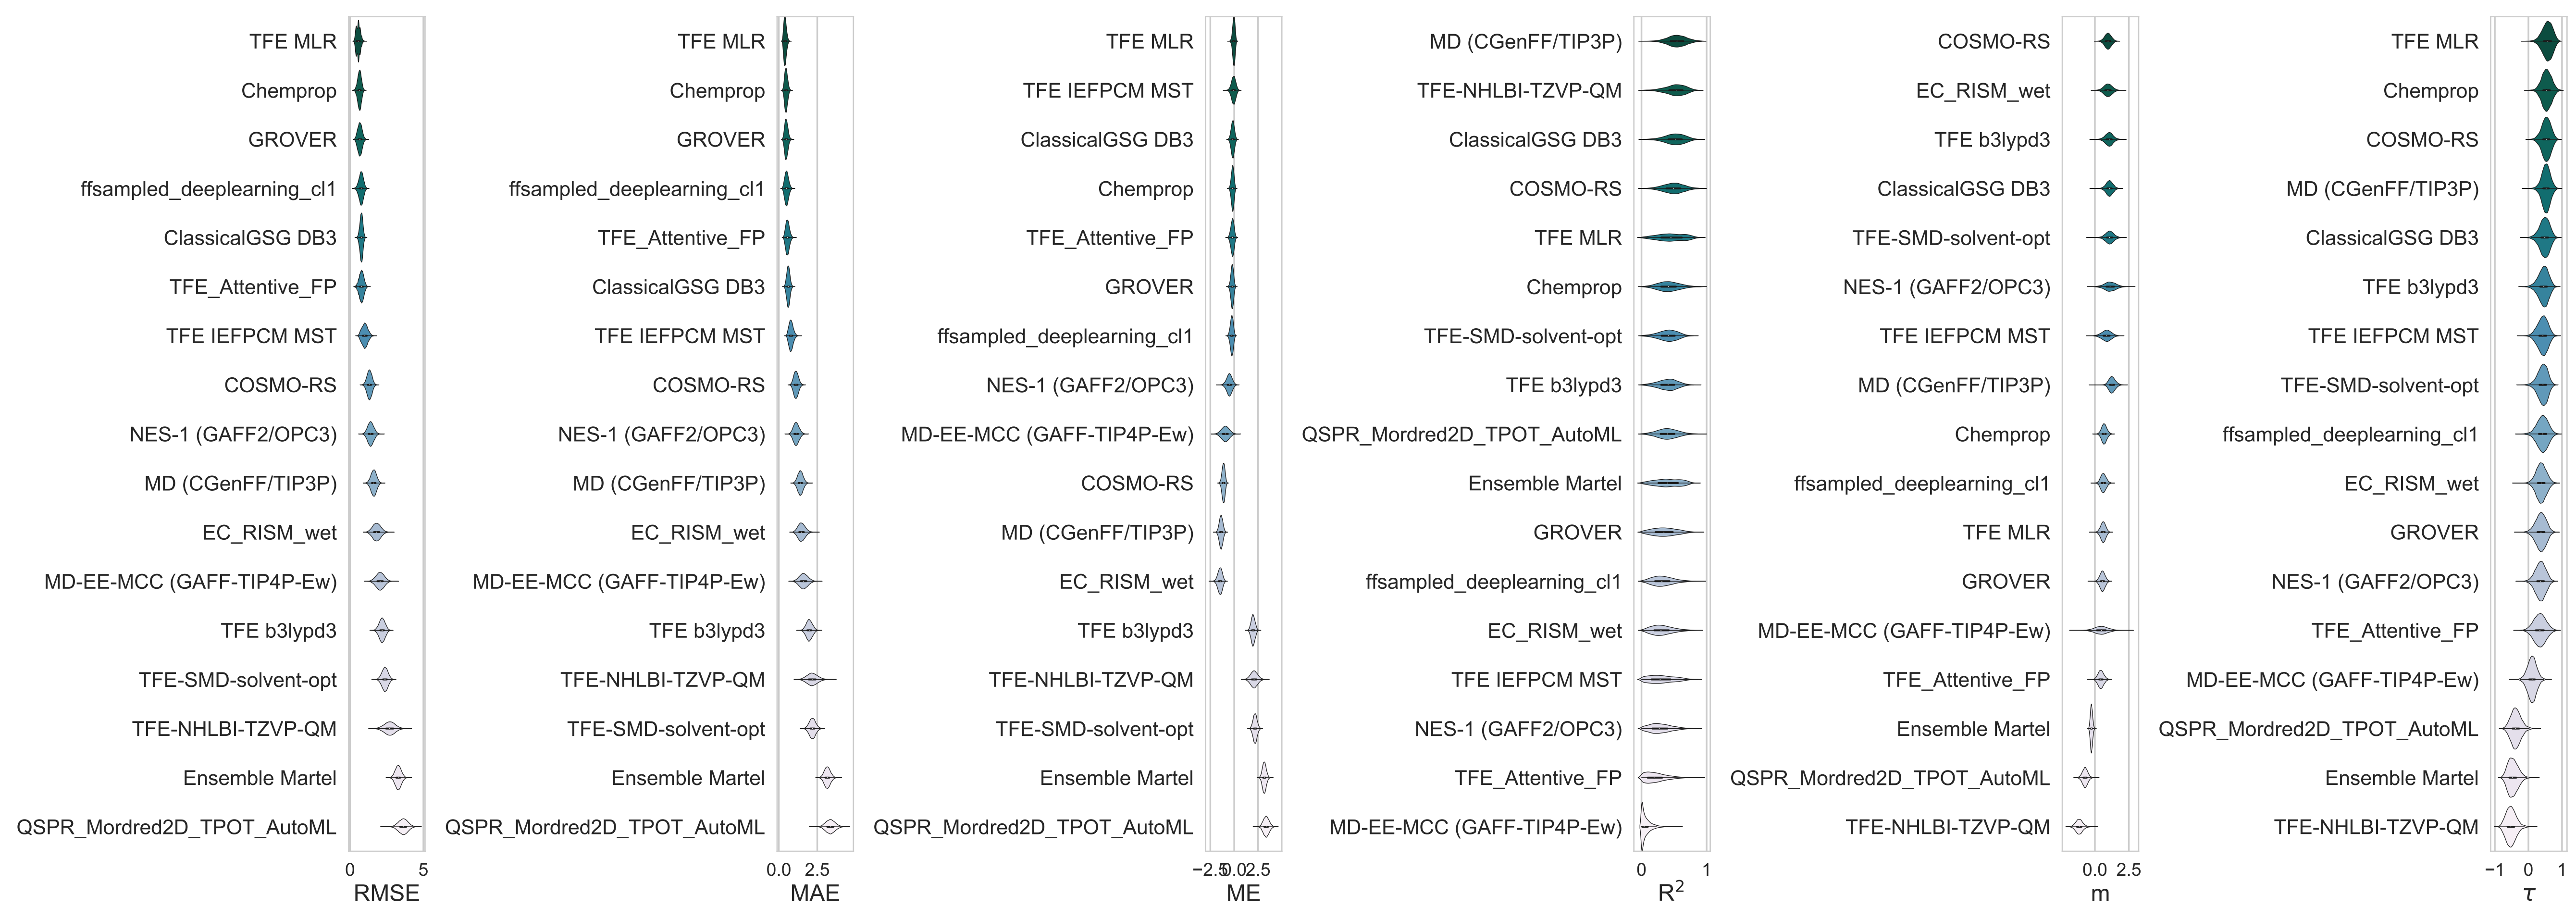 TFE MLR
Chemprop
GROVER
ffsampled_deeplearning_cl1
ClassicalGSG DB3
TFE_Attentive_FP
TFE IEFPCM MST
COSMO-RS
NES-1 (GAFF2/OPC3)
MD (CGenFF/TIP3P)
EC_RISM_wet
MD-EE-MCC (GAFF-TIP4P-Ew)
TFE b3lypd3
TFE-SMD-solvent-opt
TFE-NHLBI-TZVP-QM
Ensemble Martel
QSPR_Mordred2D_TPOT_AutoML
0 5
RMSE
TFE MLR
Chemprop
GROVER
ffsampled_deeplearning_cl1
TFE_Attentive_FP
ClassicalGSG DB3
TFE IEFPCM MST
COSMO-RS
NES-1 (GAFF2/OPC3)
MD (CGenFF/TIP3P)
EC_RISM_wet
MD-EE-MCC (GAFF-TIP4P-Ew)
TFE b3lypd3
TFE-NHLBI-TZVP-QM
TFE-SMD-solvent-opt
Ensemble Martel
QSPR_Mordred2D_TPOT_AutoML
0.0 2.5
MAE
TFE MLR
TFE IEFPCM MST
ClassicalGSG DB3
Chemprop
TFE_Attentive_FP
GROVER
ffsampled_deeplearning_cl1
NES-1 (GAFF2/OPC3)
MD-EE-MCC (GAFF-TIP4P-Ew)
COSMO-RS
MD (CGenFF/TIP3P)
EC_RISM_wet
TFE b3lypd3
TFE-NHLBI-TZVP-QM
TFE-SMD-solvent-opt
Ensemble Martel
QSPR_Mordred2D_TPOT_AutoML
−2.5 0.0 2.5
ME
MD (CGenFF/TIP3P)
TFE-NHLBI-TZVP-QM
ClassicalGSG DB3
COSMO-RS
TFE MLR
Chemprop
TFE-SMD-solvent-opt
TFE b3lypd3
QSPR_Mordred2D_TPOT_AutoML
Ensemble Martel
GROVER
ffsampled_deeplearning_cl1
EC_RISM_wet
TFE IEFPCM MST
NES-1 (GAFF2/OPC3)
TFE_Attentive_FP
MD-EE-MCC (GAFF-TIP4P-Ew)
0 1
R²
COSMO-RS
EC_RISM_wet
TFE b3lypd3
ClassicalGSG DB3
TFE-SMD-solvent-opt
NES-1 (GAFF2/OPC3)
TFE IEFPCM MST
MD (CGenFF/TIP3P)
Chemprop
ffsampled_deeplearning_cl1
TFE MLR
GROVER
MD-EE-MCC (GAFF-TIP4P-Ew)
TFE_Attentive_FP
Ensemble Martel
QSPR_Mordred2D_TPOT_AutoML
TFE-NHLBI-TZVP-QM
0.0 2.5
m
TFE MLR
Chemprop
COSMO-RS
MD (CGenFF/TIP3P)
ClassicalGSG DB3
TFE b3lypd3
TFE IEFPCM MST
TFE-SMD-solvent-opt
ffsampled_deeplearning_cl1
EC_RISM_wet
GROVER
NES-1 (GAFF2/OPC3)
TFE_Attentive_FP
MD-EE-MCC (GAFF-TIP4P-Ew)
QSPR_Mordred2D_TPOT_AutoML
Ensemble Martel
TFE-NHLBI-TZVP-QM
−1 0 1
τ